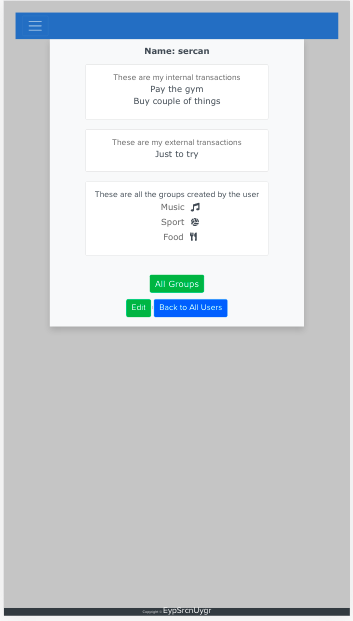 Name: sercan
These are my internal transactions
Pay the gym
Buy couple of things
These are my external transactions
Just to try
These are all the groups created by the user
Music
Sport
Food
All Groups
Edit Back to All Users
Copyright © EypSrcnUygr